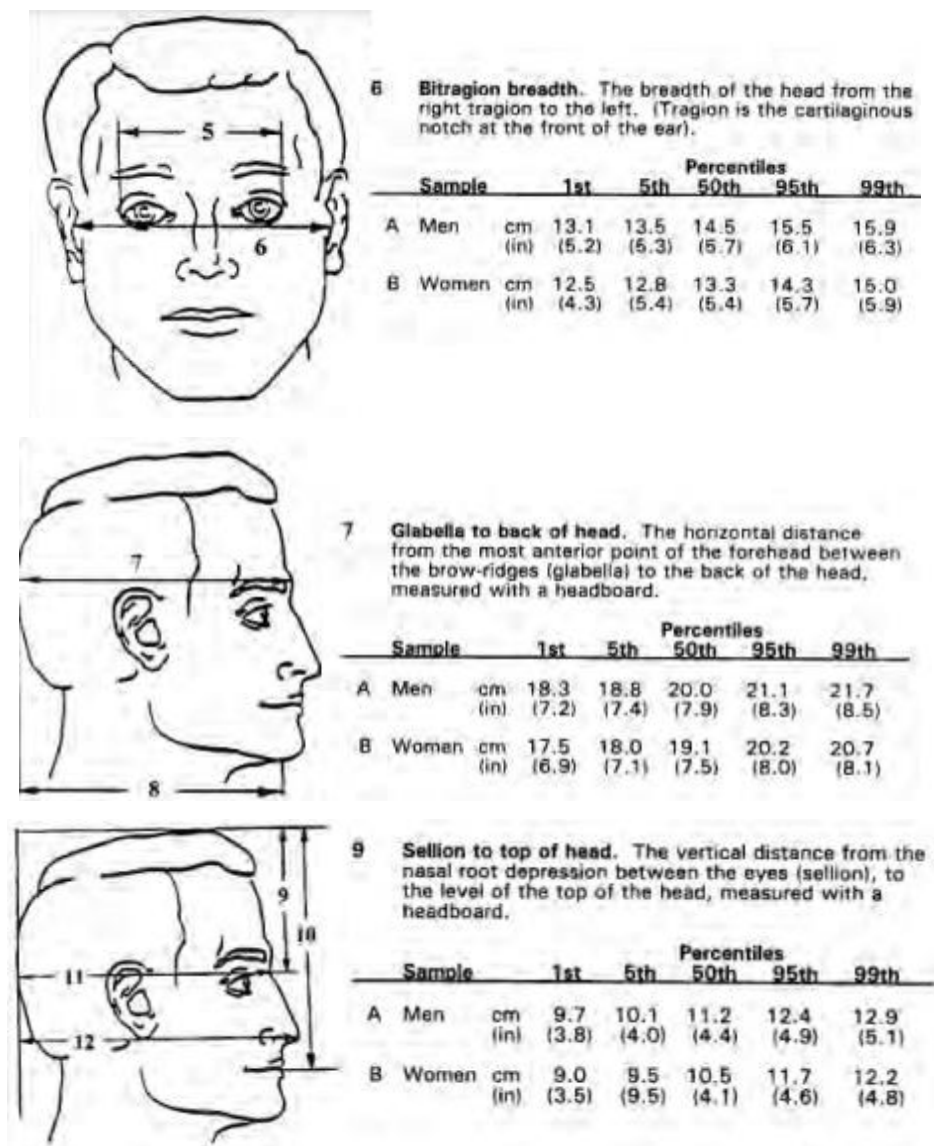 5
6
6 Bitragion breadth. The breadth of the head from the
right tragion to the left. (Tragion is the cartilaginous
notch at the front of the ear).
Percentiles
Sample 1st 5th 50th 95th 99th
A Men cm 13.1 13.5 14.5 15.5 15.9
(in) (5.2) (5.3) (5.7) (6.1) (6.3)
B Women cm 12.5 12.8 13.3 14.3 15.0
(in) (4.3) (5.4) (5.4) (5.7) (5.9)
7
8
7 Glabella to back of head. The horizontal distance
from the most anterior point of the forehead between
the brow-ridges (glabella) to the back of the head,
measured with a headboard.
Percentiles
Sample 1st 5th 50th 95th 99th
A Men cm 18.3 18.8 20.0 21.1 21.7
(in) (7.2) (7.4) (7.9) (8.3) (8.5)
B Women cm 17.5 18.0 19.1 20.2 20.7
(in) (6.9) (7.1) (7.5) (8.0) (8.1)
9
10
11
12
9 Sellion to top of head. The vertical distance from the
nasal root depression between the eyes (sellion), to
the level of the top of the head, measured with a
headboard.
Percentiles
Sample 1st 5th 50th 95th 99th
A Men cm 9.7 10.1 11.2 12.4 12.9
(in) (3.8) (4.0) (4.4) (4.9) (5.1)
B Women cm 9.0 9.5 10.5 11.7 12.2
(in) (3.5) (9.5) (4.1) (4.6) (4.8)